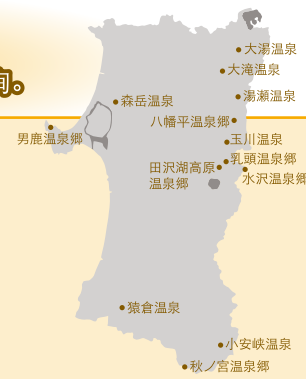 旬。
大湯温泉
大滝温泉
湯瀬温泉
森岳温泉
八幡平温泉郷
男鹿温泉郷
玉川温泉
乳頭温泉郷
田沢湖高原
温泉郷
水沢温泉郷
猿倉温泉
小安峡温泉
秋ノ宮温泉郷